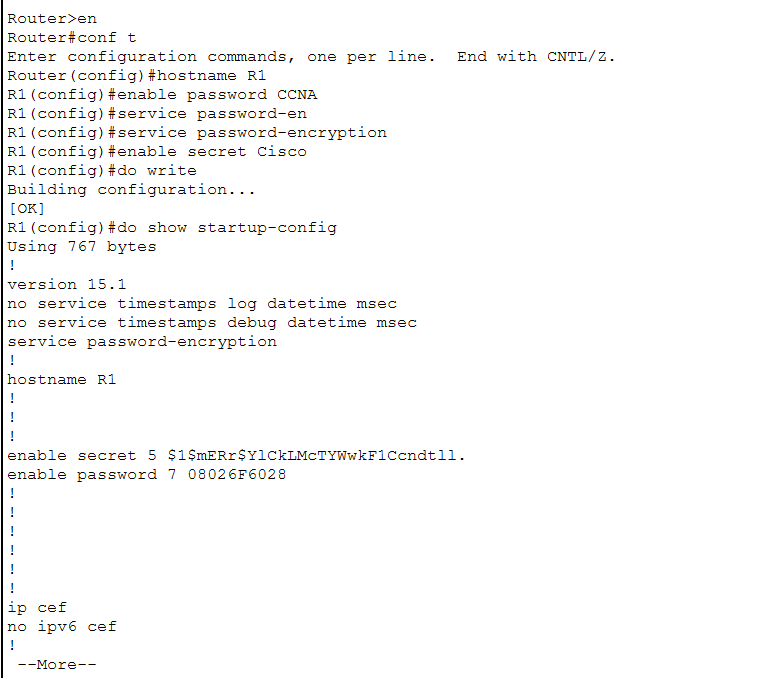 Router>en
Router#conf t
Enter configuration commands, one per line.  End with CNTL/Z.
Router(config)#hostname R1
R1(config)#enable password CCNA
R1(config)#service password-en
R1(config)#service password-encryption
R1(config)#enable secret Cisco
R1(config)#do write
Building configuration...
[OK]
R1(config)#do show startup-config
Using 767 bytes
!
version 15.1
no service timestamps log datetime msec
no service timestamps debug datetime msec
service password-encryption
!
hostname R1
!
!
!
enable secret 5 $1$mERr$YlCkLMcTYWwkF1Ccndtll.
enable password 7 08026F6028
!
!
!
!
!
!
ip cef
no ipv6 cef
!
--More--